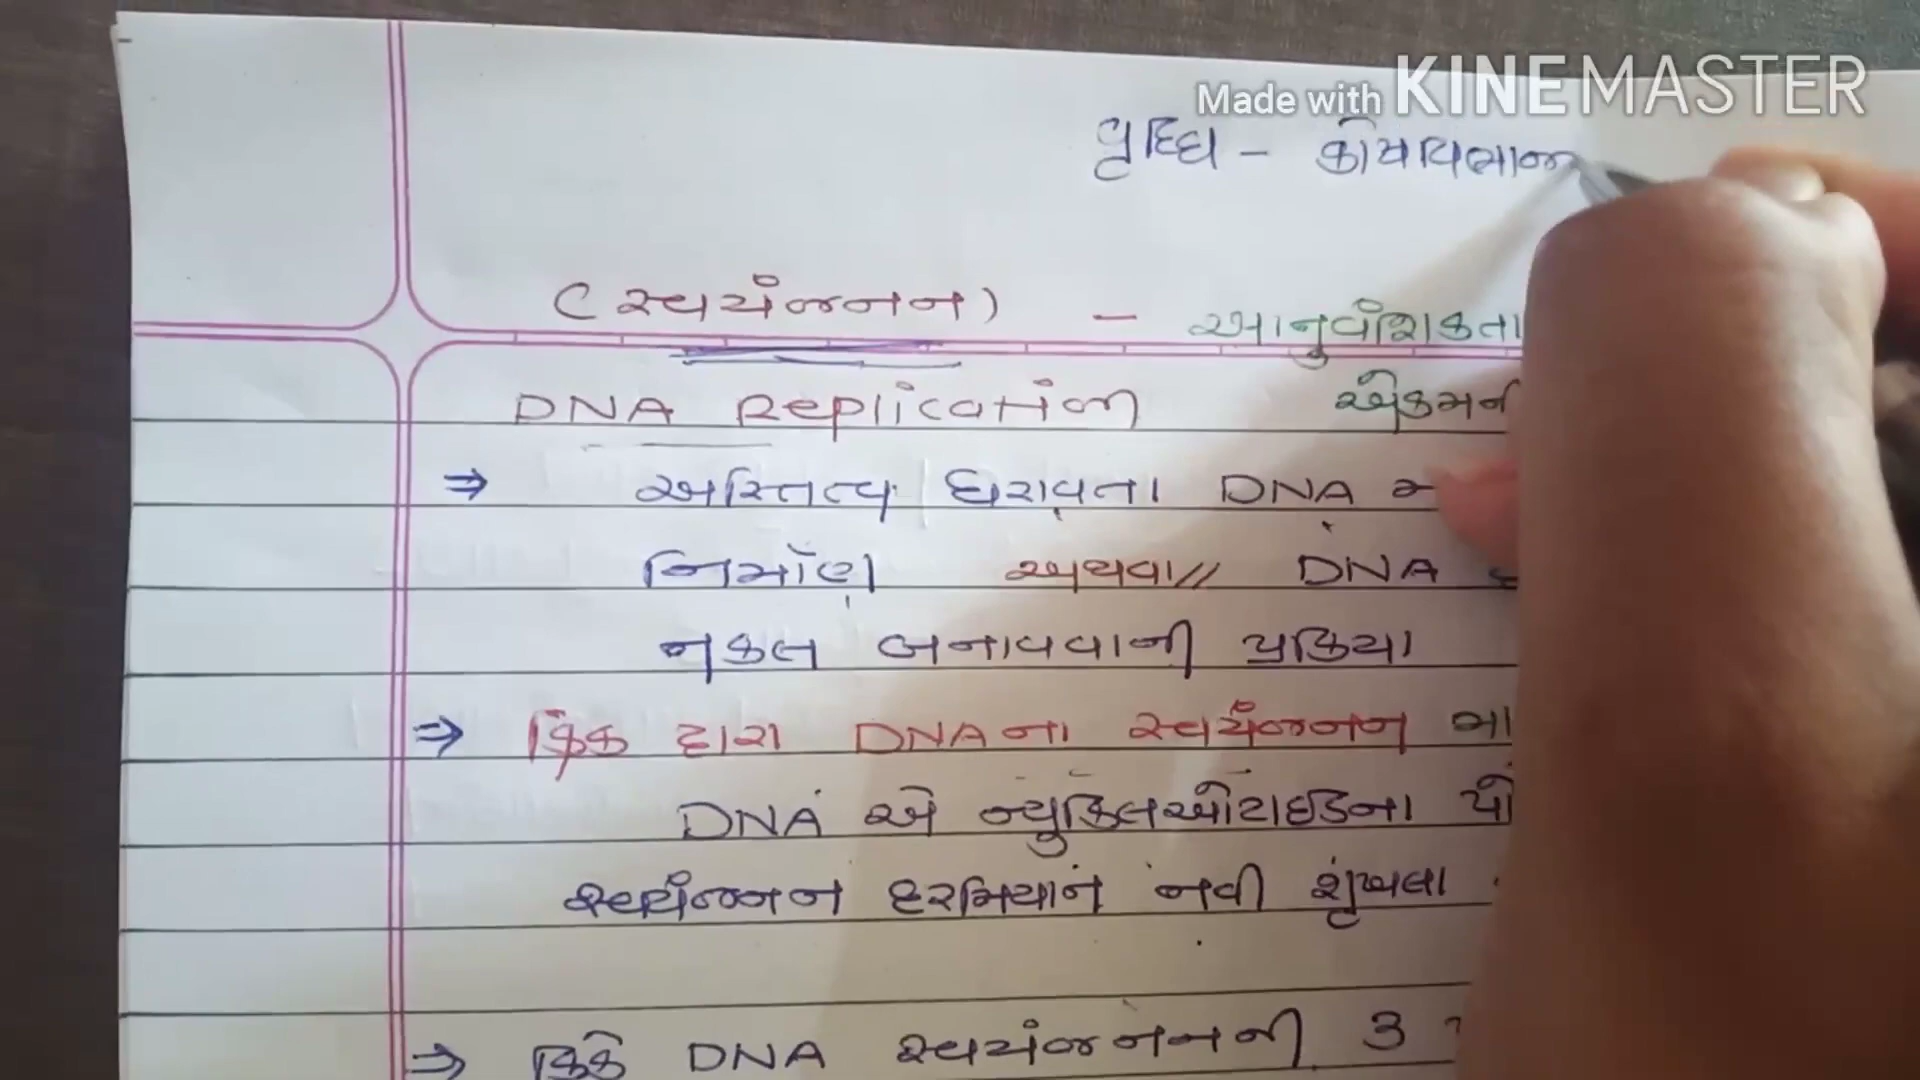 Made with KINEMASTER
વૃદ્ધિ - કોષવિભાજ
(સ્વયંજનન) - આનુવંશિકતા
DNA Replication એકમની
⇒ અસ્તિત્વ ધરાવતા DNA
નિર્માણ અથવા// DNA
નકલ બનાવવાની પ્રક્રિયા
⇒ ક્રિક દ્વારા DNAના સ્વયંજનન મા
DNA એ ન્યુક્લિઓટાઇડના પો
સ્વયંજનન દરમિયાન નવી શૃંખલા
⇒ ક્રિકે DNA સ્વયંજનનની 3